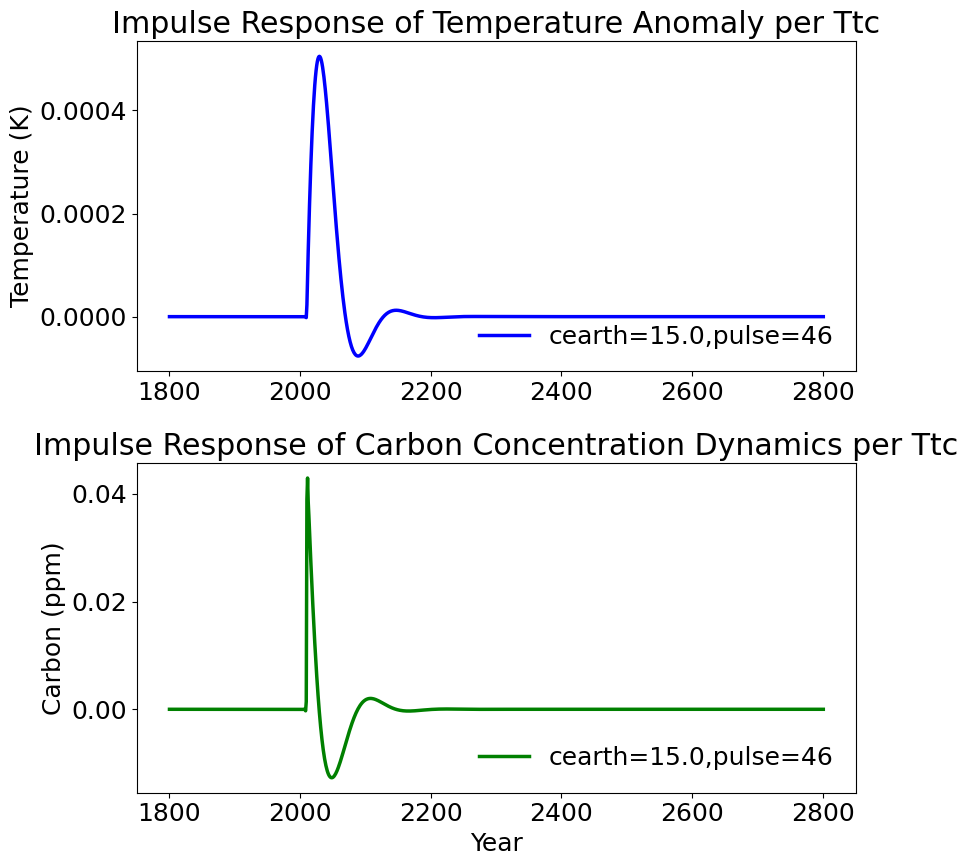 Impulse Response of Temperature Anomaly per Ttc
Temperature (K)
0.0004
0.0002
0.0000
cearth=15.0,pulse=46
1800 2000 2200 2400 2600 2800
Impulse Response of Carbon Concentration Dynamics per Ttc
Carbon (ppm)
0.04
0.02
0.00
cearth=15.0,pulse=46
1800 2000 2200 2400 2600 2800
Year